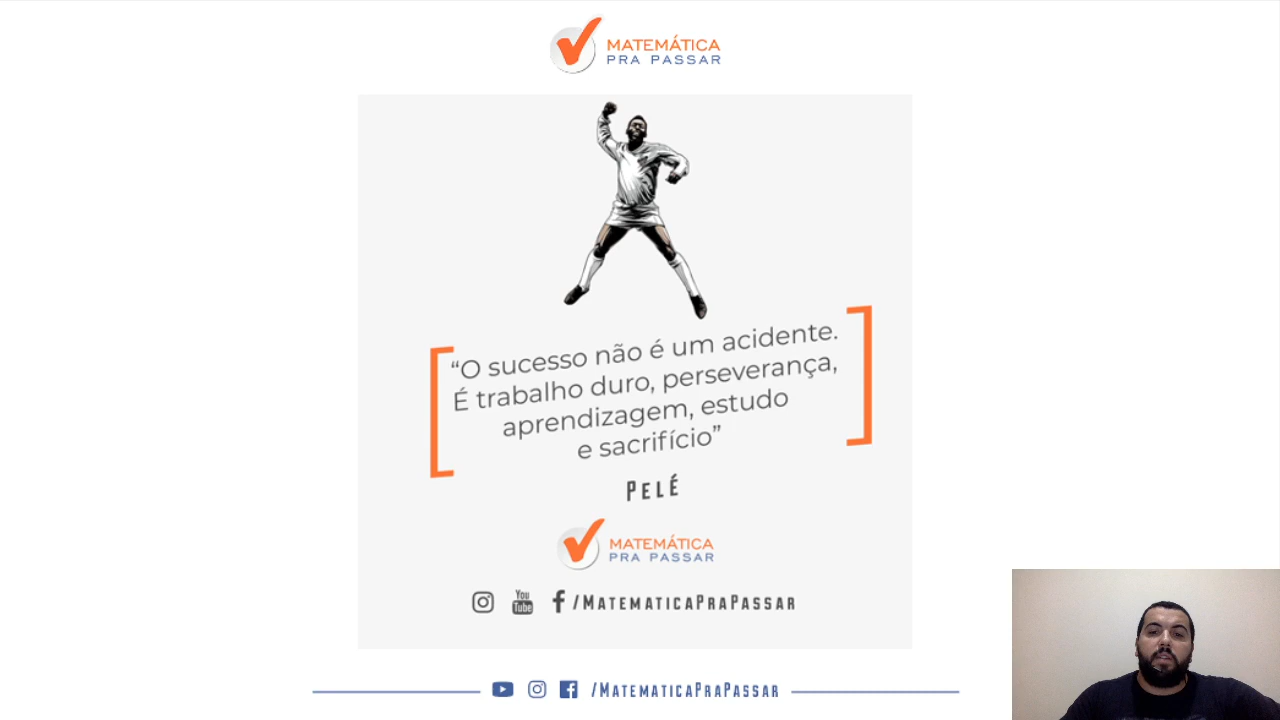 MATEMÁTICA
PRA PASSAR
“O sucesso não é um acidente.
É trabalho duro, perseverança,
aprendizagem, estudo
e sacrifício”
PELÉ
MATEMÁTICA
PRA PASSAR
You
Tube
/MATEMATICAPRAPASSAR
/MATEMATICAPRAPASSAR